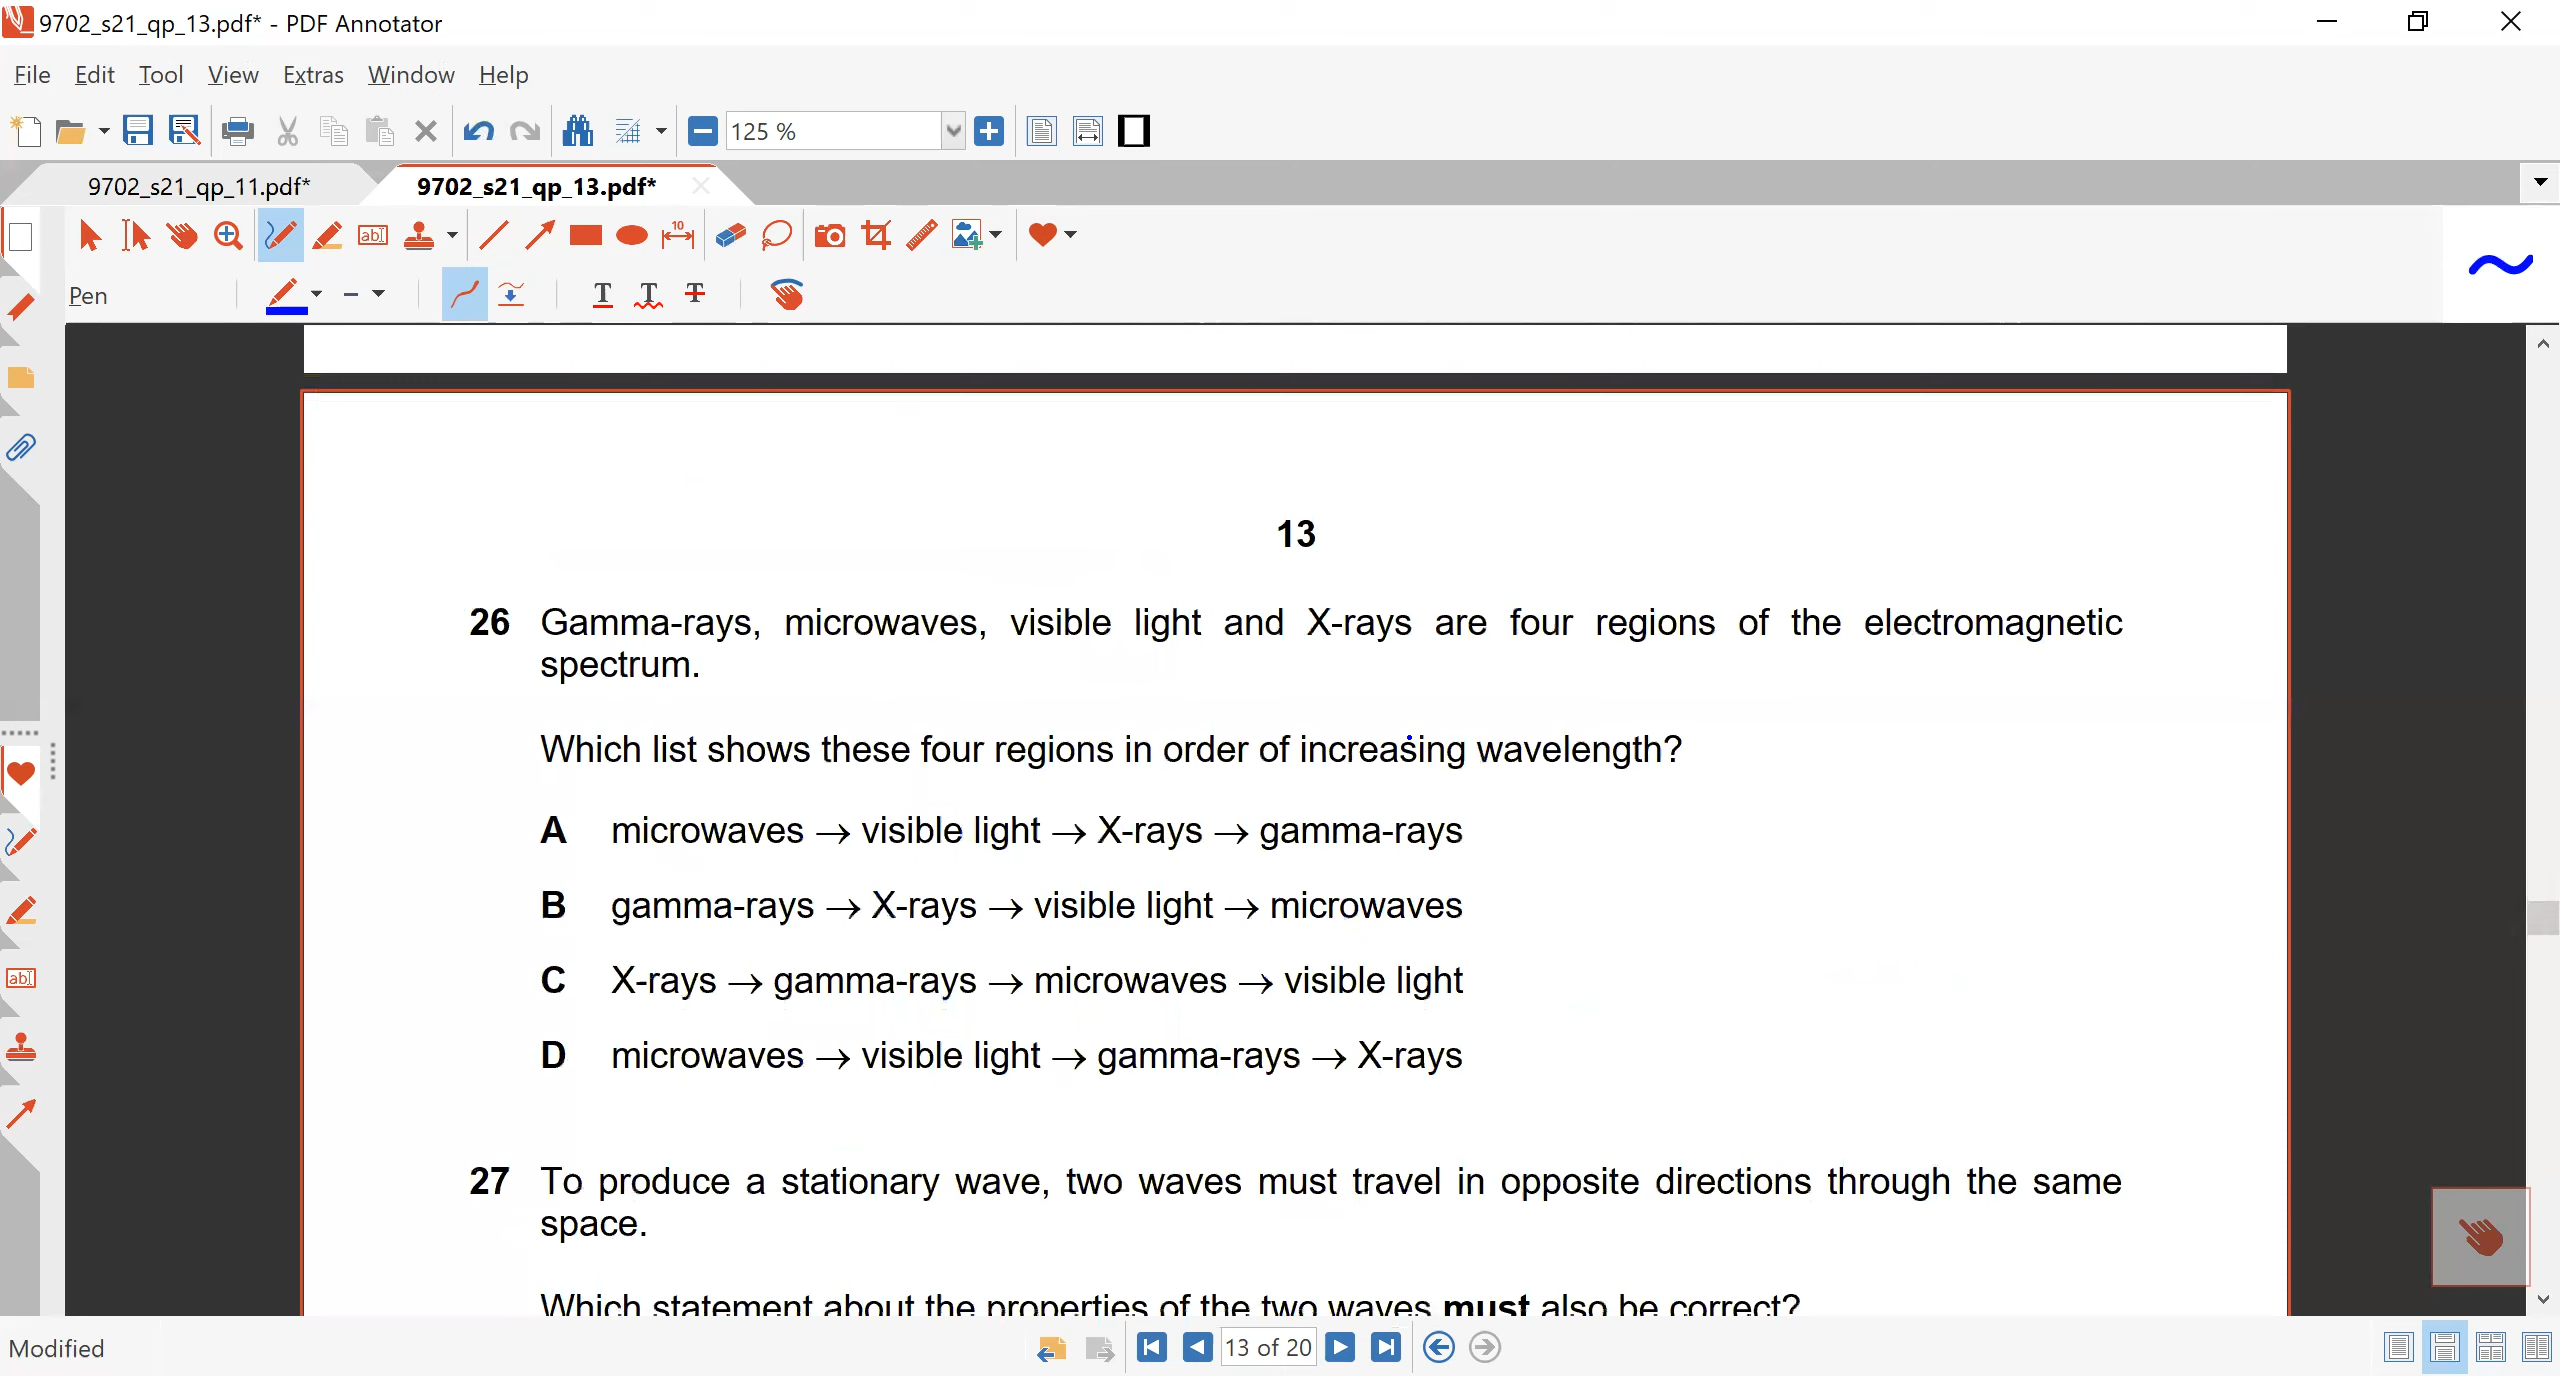 9702_s21_qp_13.pdf* - PDF Annotator
File Edit Tool View Extras Window Help
125 %
9702_s21_qp_11.pdf* 9702_s21_qp_13.pdf*
ab 10
Pen T T T
13
26 Gamma-rays, microwaves, visible light and X-rays are four regions of the electromagnetic
spectrum.
Which list shows these four regions in order of increasing wavelength?
A microwaves → visible light → X-rays → gamma-rays
B gamma-rays → X-rays → visible light → microwaves
C X-rays → gamma-rays → microwaves → visible light
D microwaves → visible light → gamma-rays → X-rays
ab
27 To produce a stationary wave, two waves must travel in opposite directions through the same
space.
Which statement about the properties of the two waves must also be correct?
Modified 13 of 20